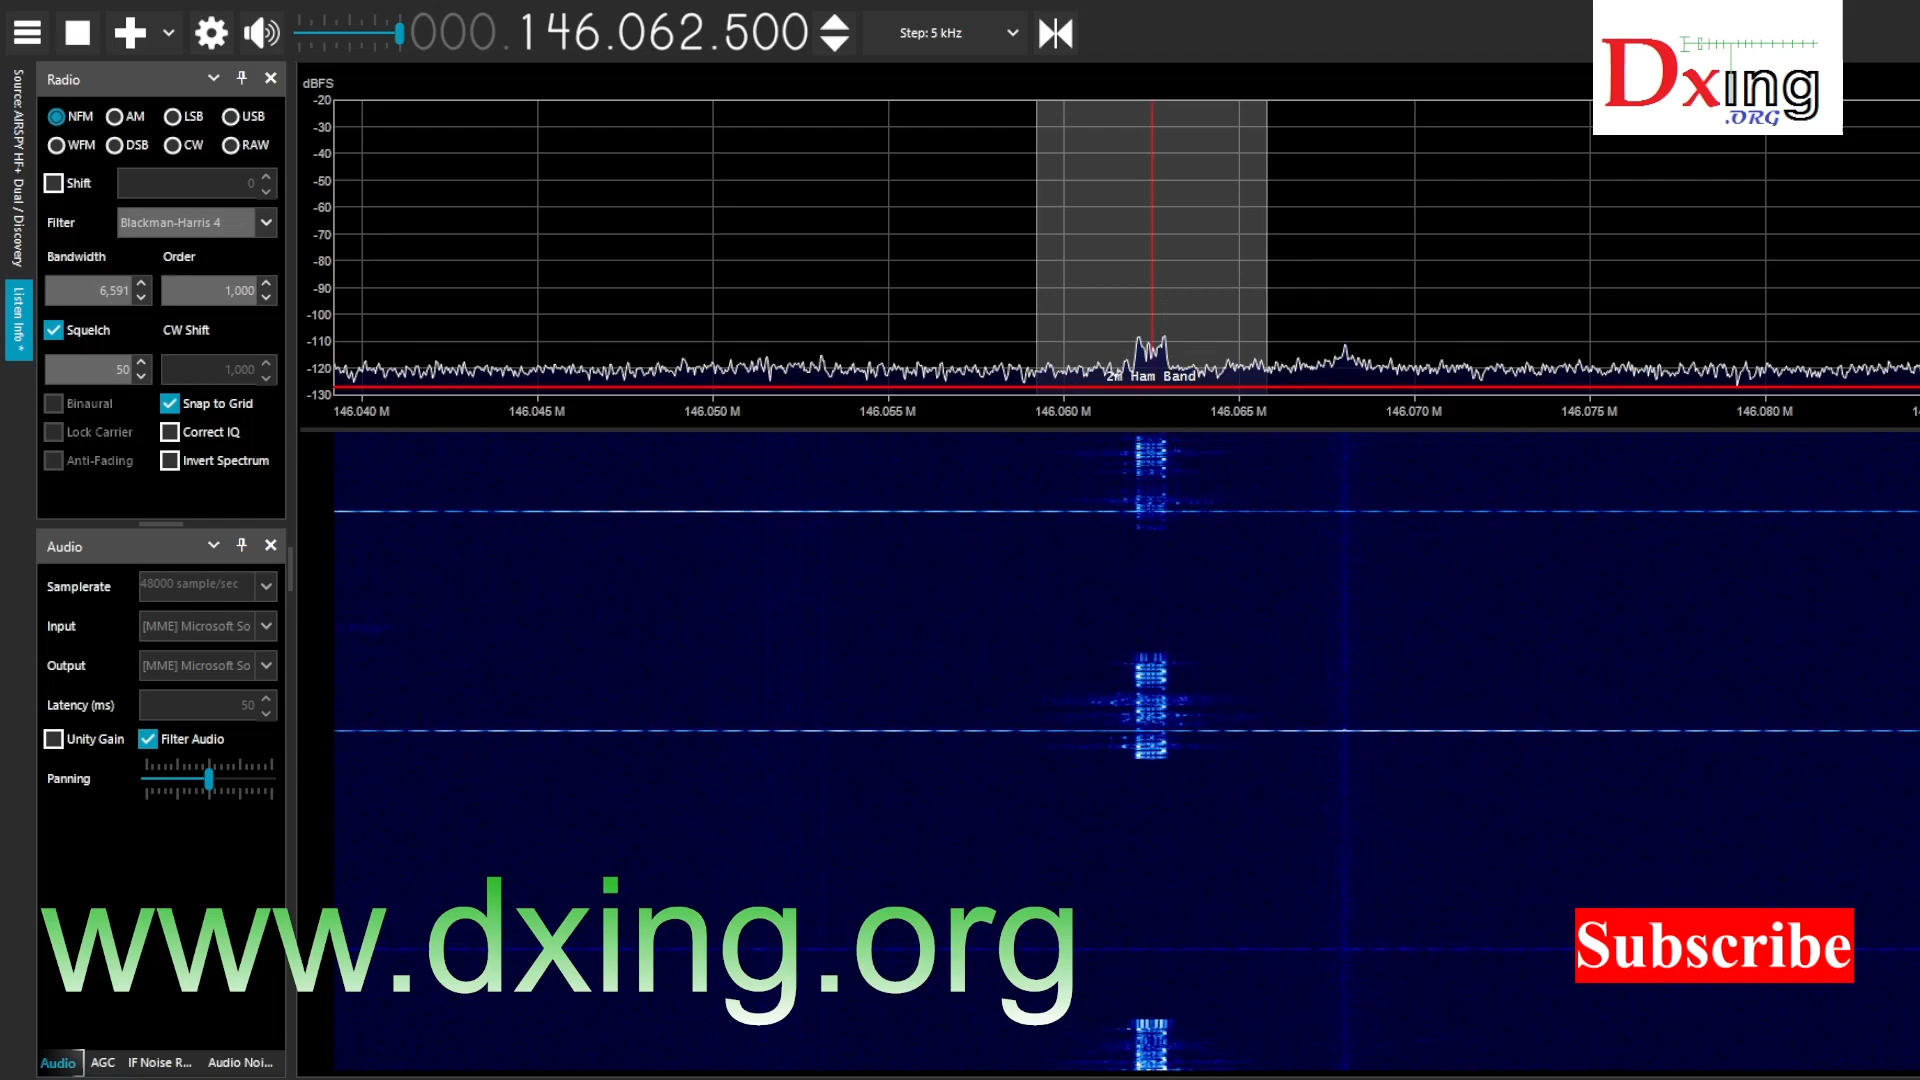 000.146.062.500
Step: 5 kHz
Dxing
.ORG
Source: AIRSPY HF+ Dual / Discovery
Listen Info *
Radio
NFM AM LSB USB
WFM DSB CW RAW
Shift 0
Filter Blackman-Harris 4
Bandwidth Order
6,591 1,000
Squelch CW Shift
50 1,000
Binaural Snap to Grid
Lock Carrier Correct IQ
Anti-Fading Invert Spectrum
Audio
Samplerate 48000 sample/sec
Input [MME] Microsoft So
Output [MME] Microsoft So
Latency (ms) 50
Unity Gain Filter Audio
Panning
Audio AGC IF Noise R... Audio Noi...
dBFS
-20
-30
-40
-50
-60
-70
-80
-90
-100
-110
-120
-130
2m Ham Band
146.040 M 146.045 M 146.050 M 146.055 M 146.060 M 146.065 M 146.070 M 146.075 M 146.080 M
www.dxing.org
Subscribe